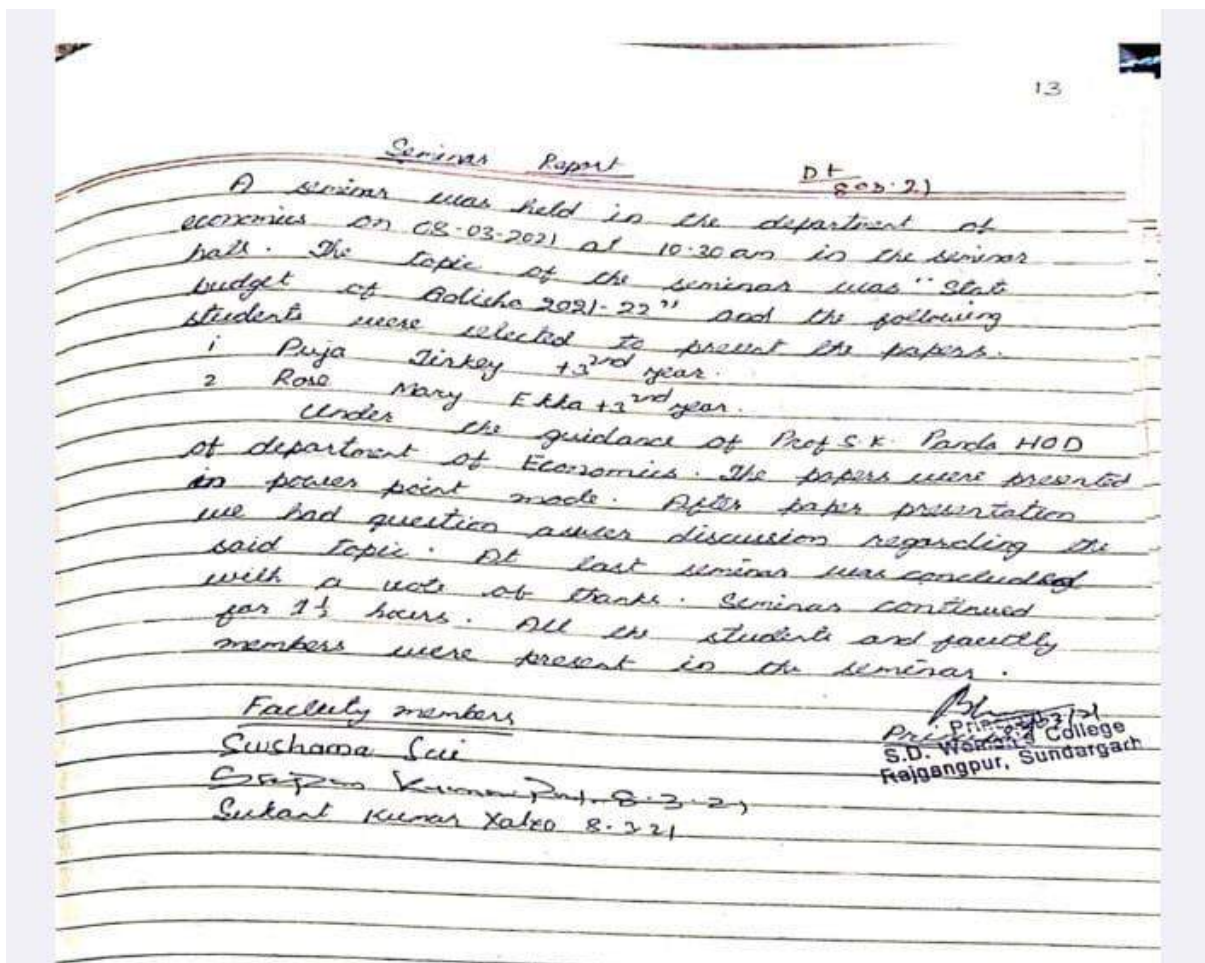 13
Seminar Report Dt 8.03.21
A seminar was held in the department of
economics on 08-03-2021 at 10.30 am in the seminar
hall. The topic of the seminar was "Stat
budget of Odisha 2021-22" and the following
students were selected to present the papers.
1 Puja Tirkey +3 2nd year.
2 Rose Mary Ekka +3 2nd year.
Under the guidance of Prof S.K. Panda HOD
of department of Economics. The papers were presented
in power point mode. After paper presentation
we had question answer discussion regarding the
said topic. At last seminar was concluded
with a vote of thanks. Seminar continued
for 1½ hours. All the students and faculty
members were present in the seminar.
Faculty members
Sushama Sui
Kumar 8-3-21
Sukant Kumar Xalxo 8.3.21
Principal
S.D. Women's College
Rajgangpur, Sundargarh